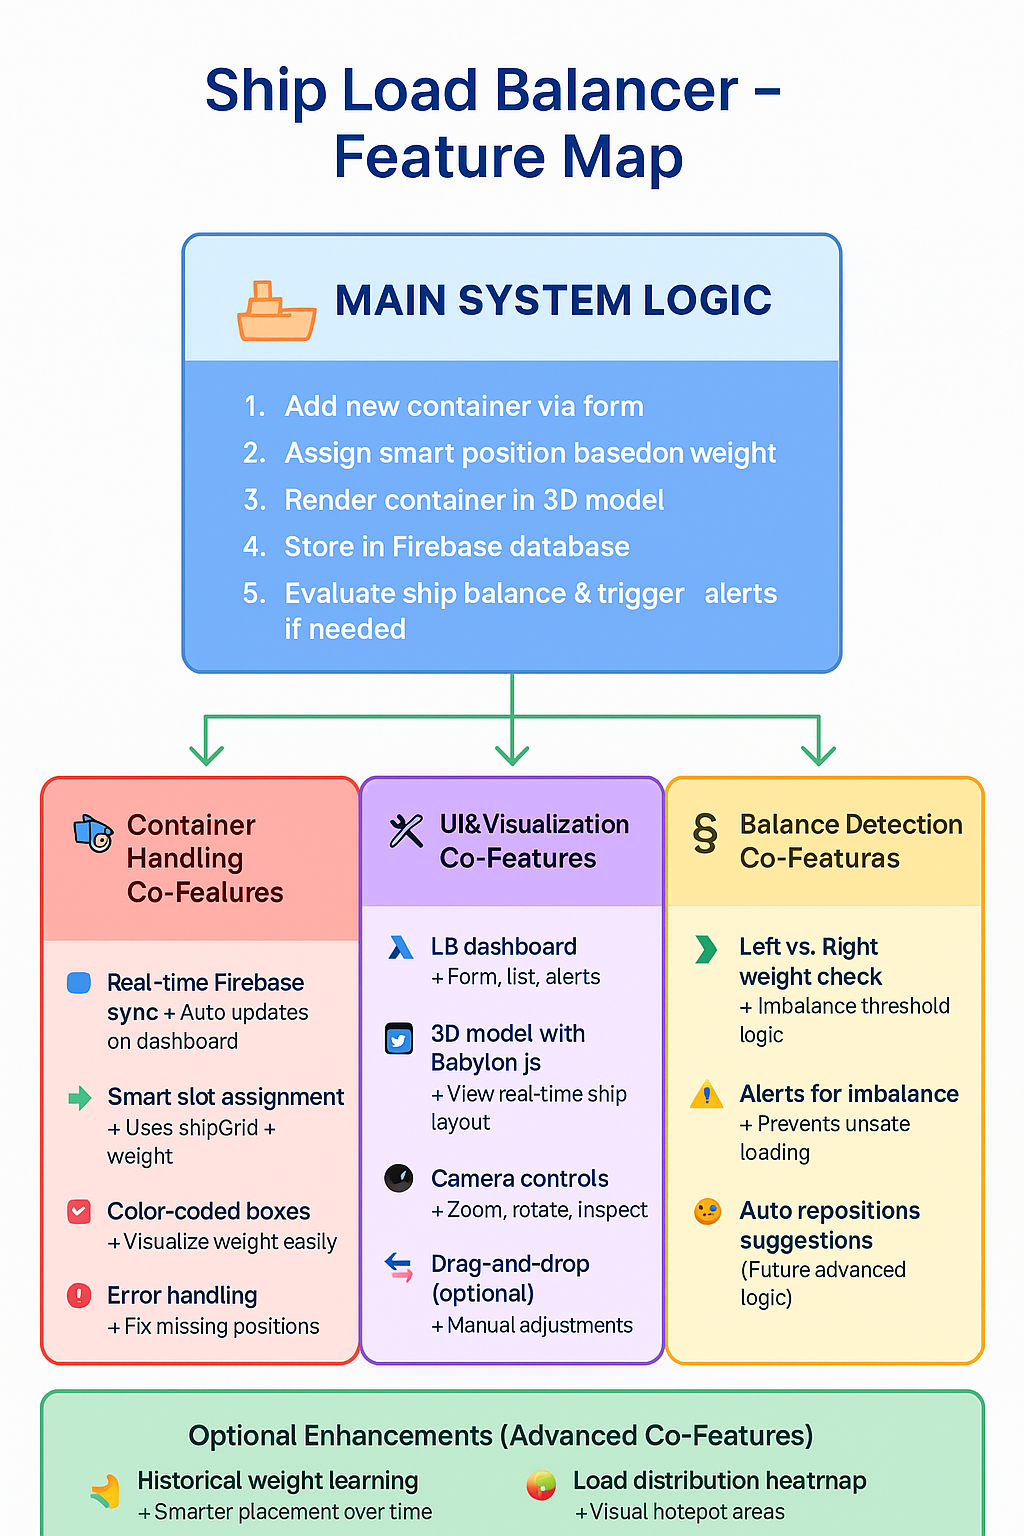 Ship Load Balancer –
Feature Map
MAIN SYSTEM LOGIC
1. Add new container via form
2. Assign smart position basedon weight
3. Render container in 3D model
4. Store in Firebase database
5. Evaluate ship balance & trigger alerts
if needed
Container
Handling
Co-Fealures
Real-time Firebase
sync + Auto updates
on dashboard
Smart slot assignment
+ Uses shipGrid +
weight
Color-coded boxes
+ Visualize weight easily
Error handling
+ Fix missing positions
UI&Visualization
Co-Features
LB dashboard
+ Form, list, alerts
3D model with
Babylon js
+ View real-time ship
layout
Camera controls
+ Zoom, rotate, inspect
Drag-and-drop
(optional)
+ Manual adjustments
§ Balance Detection
Co-Featuras
Left vs. Right
weight check
+ Imbalance threshold
logic
Alerts for imbalance
+ Prevents unsate
loading
Auto repositions
suggestions
(Future advanced
logic)
Optional Enhancements (Advanced Co-Features)
Historical weight learning
+ Smarter placement over time
Load distribution heatrnap
+ Visual hotepot areas